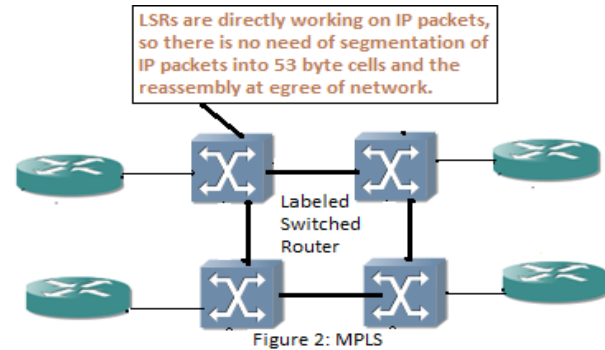 LSRs are directly working on IP packets,
so there is no need of segmentation of
IP packets into 53 byte cells and the
reassembly at egree of network.
Labeled
Switched
Router
Figure 2: MPLS